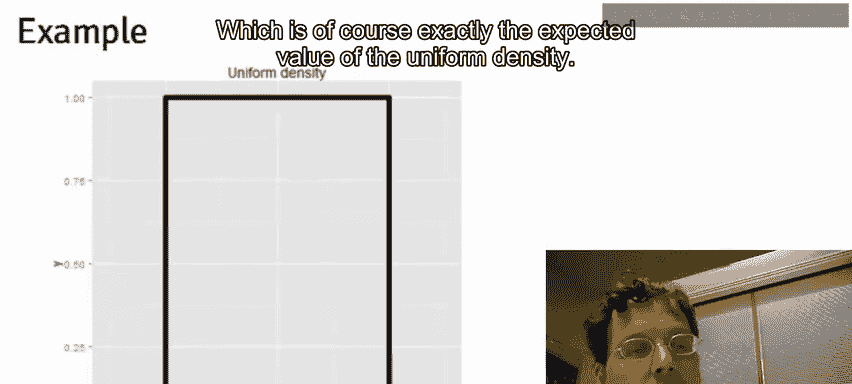 Example
Which is of course exactly the expected
value of the uniform density.
Uniform density
1.00
0.75
0.50
0.25